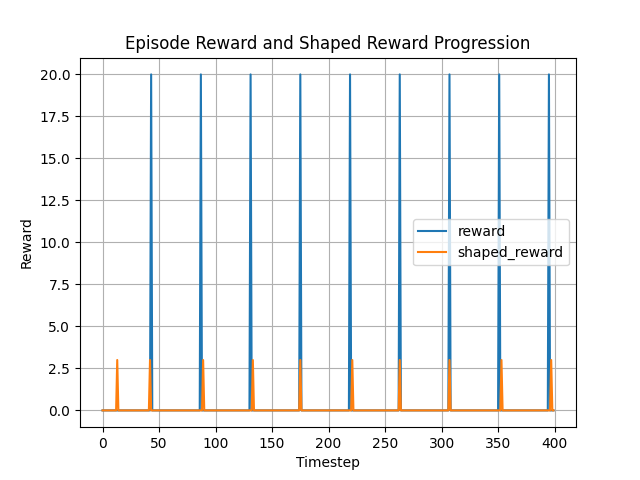 Episode Reward and Shaped Reward Progression
20.0
17.5
15.0
12.5
10.0
7.5
5.0
2.5
0.0
Reward
reward
shaped_reward
0 50 100 150 200 250 300 350 400
Timestep